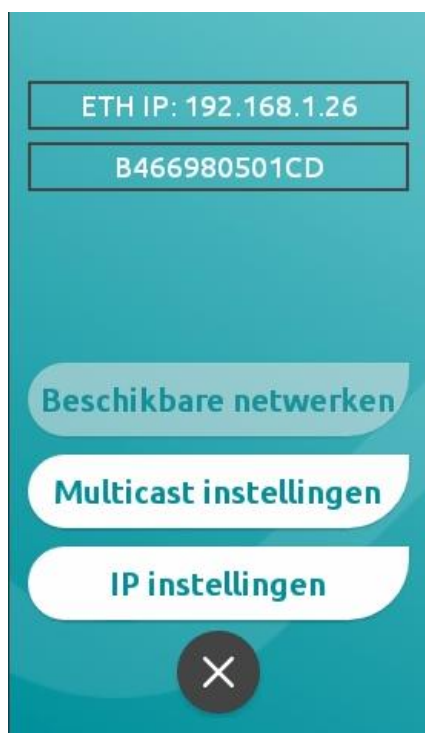 ETH IP: 192.168.1.26
B466980501CD
Beschikbare netwerken
Multicast instellingen
IP instellingen